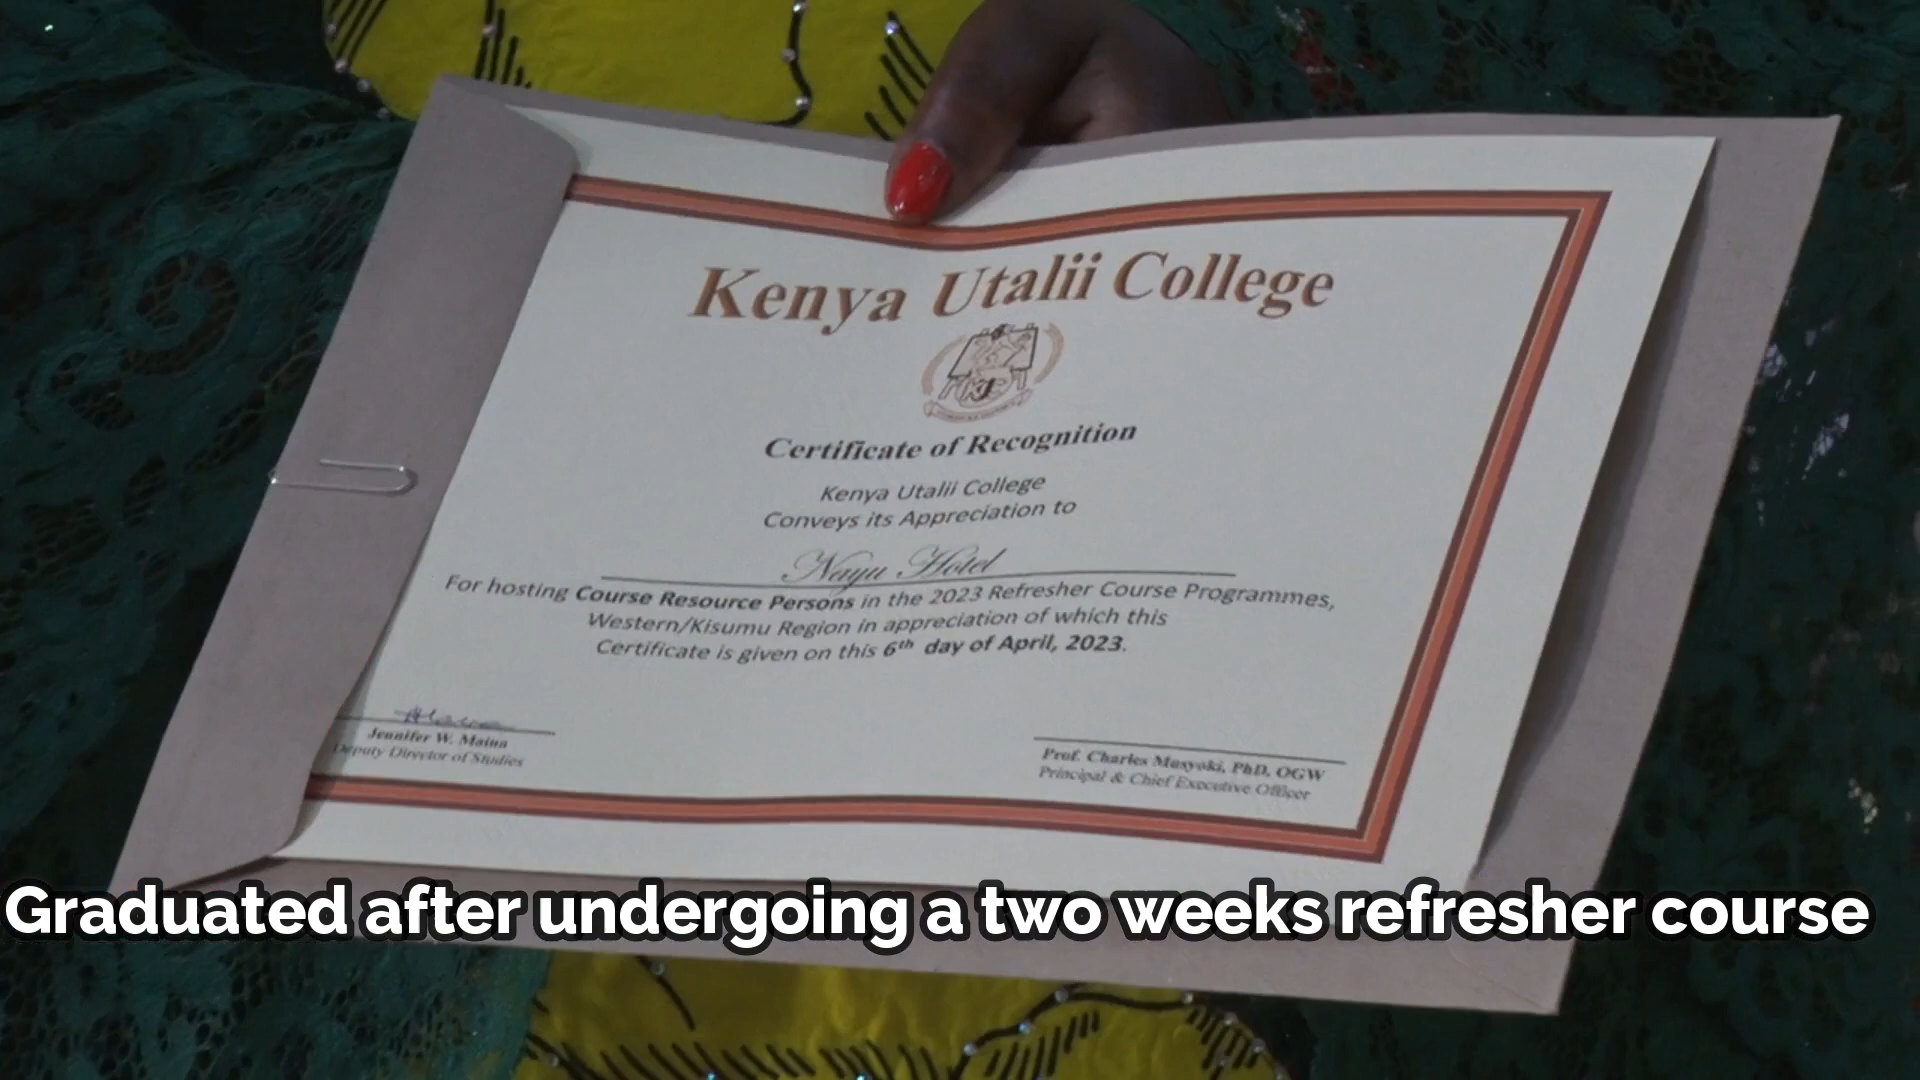 Kenya Utalii College
Certificate of Recognition
Kenya Utalii College
Conveys its Appreciation to
Nayu Hotel
For hosting Course Resource Persons in the 2023 Refresher Course Programmes,
Western/Kisumu Region in appreciation of which this
Certificate is given on this 6th day of April, 2023.
Jennifer W. Maina
Deputy Director of Studies
Prof. Charles Musyoki, PhD, OGW
Principal & Chief Executive Officer
Graduated after undergoing a two weeks refresher course